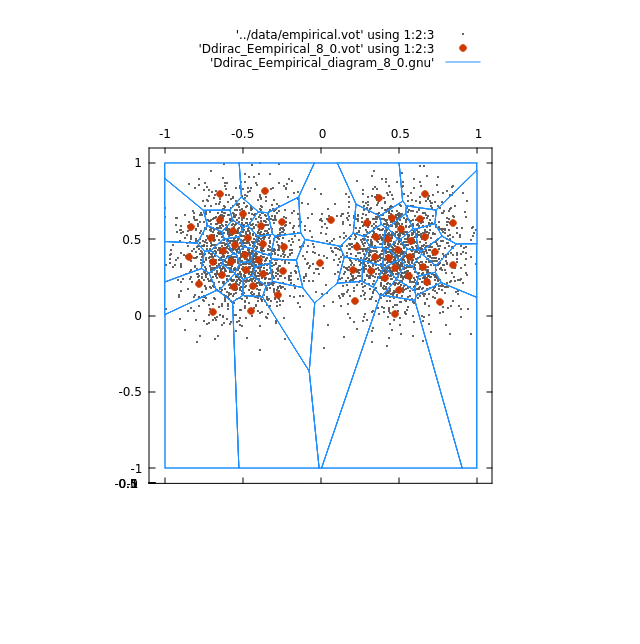 '../data/empirical.vot' using 1:2:3
'Ddirac_Eempirical_8_0.vot' using 1:2:3
'Ddirac_Eempirical_diagram_8_0.gnu'
-1 -0.5 0 0.5 1
1
0.5
0
-0.5
-1